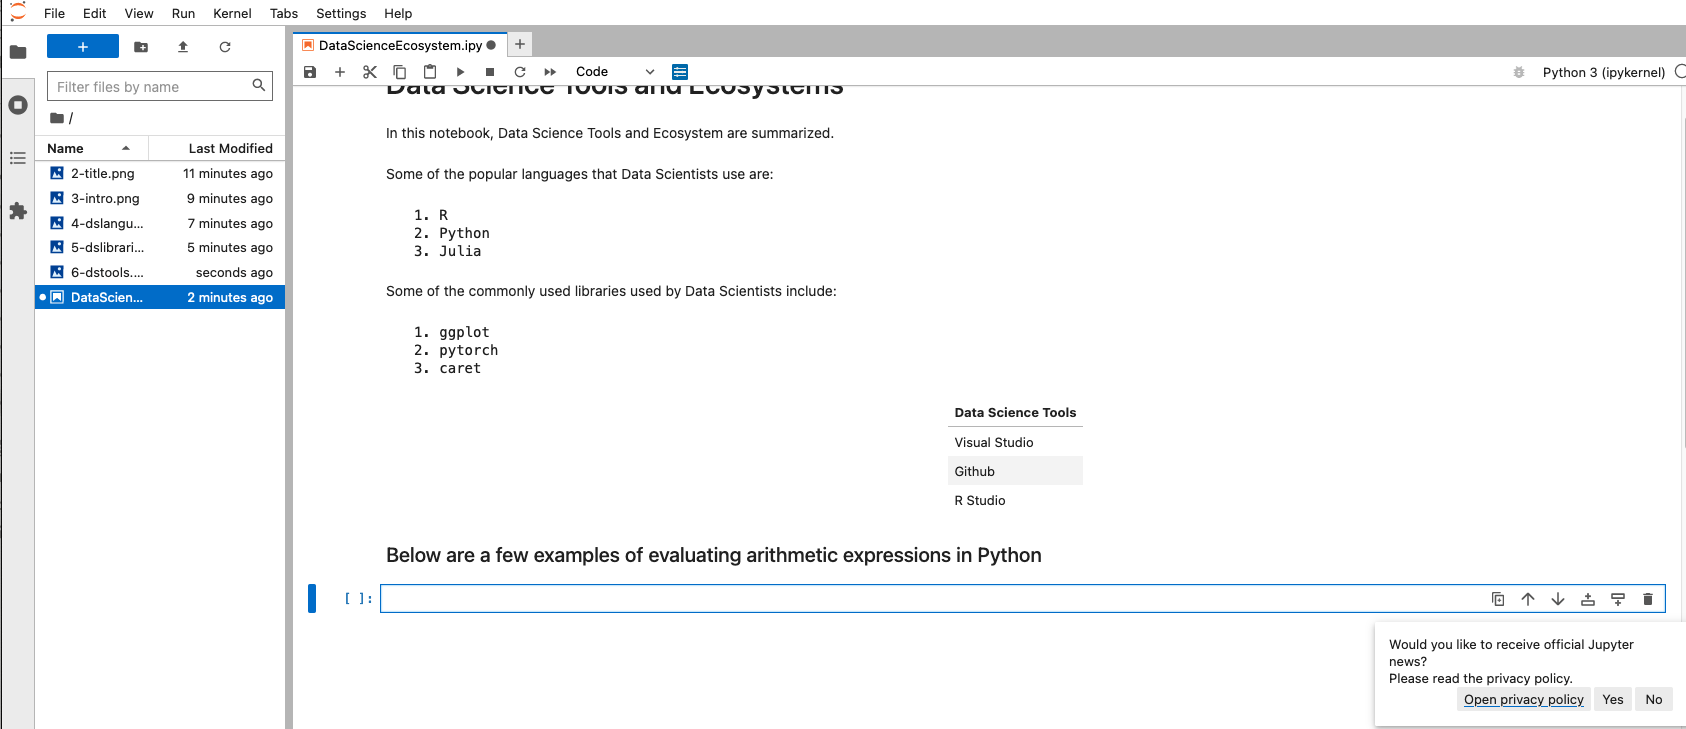 File Edit View Run Kernel Tabs Settings Help
+
Filter files by name
/
Name Last Modified
2-title.png 11 minutes ago
3-intro.png 9 minutes ago
4-dslangu... 7 minutes ago
5-dslibrari... 5 minutes ago
6-dstools.... seconds ago
DataScien... 2 minutes ago
DataScienceEcosystem.ipy
+
Code
Python 3 (ipykernel)
Data Science Tools and Ecosystems
In this notebook, Data Science Tools and Ecosystem are summarized.
Some of the popular languages that Data Scientists use are:
1. R
2. Python
3. Julia
Some of the commonly used libraries used by Data Scientists include:
1. ggplot
2. pytorch
3. caret
Data Science Tools
Visual Studio
Github
R Studio
Below are a few examples of evaluating arithmetic expressions in Python
[ ]:
Would you like to receive official Jupyter
news?
Please read the privacy policy.
Open privacy policy Yes No